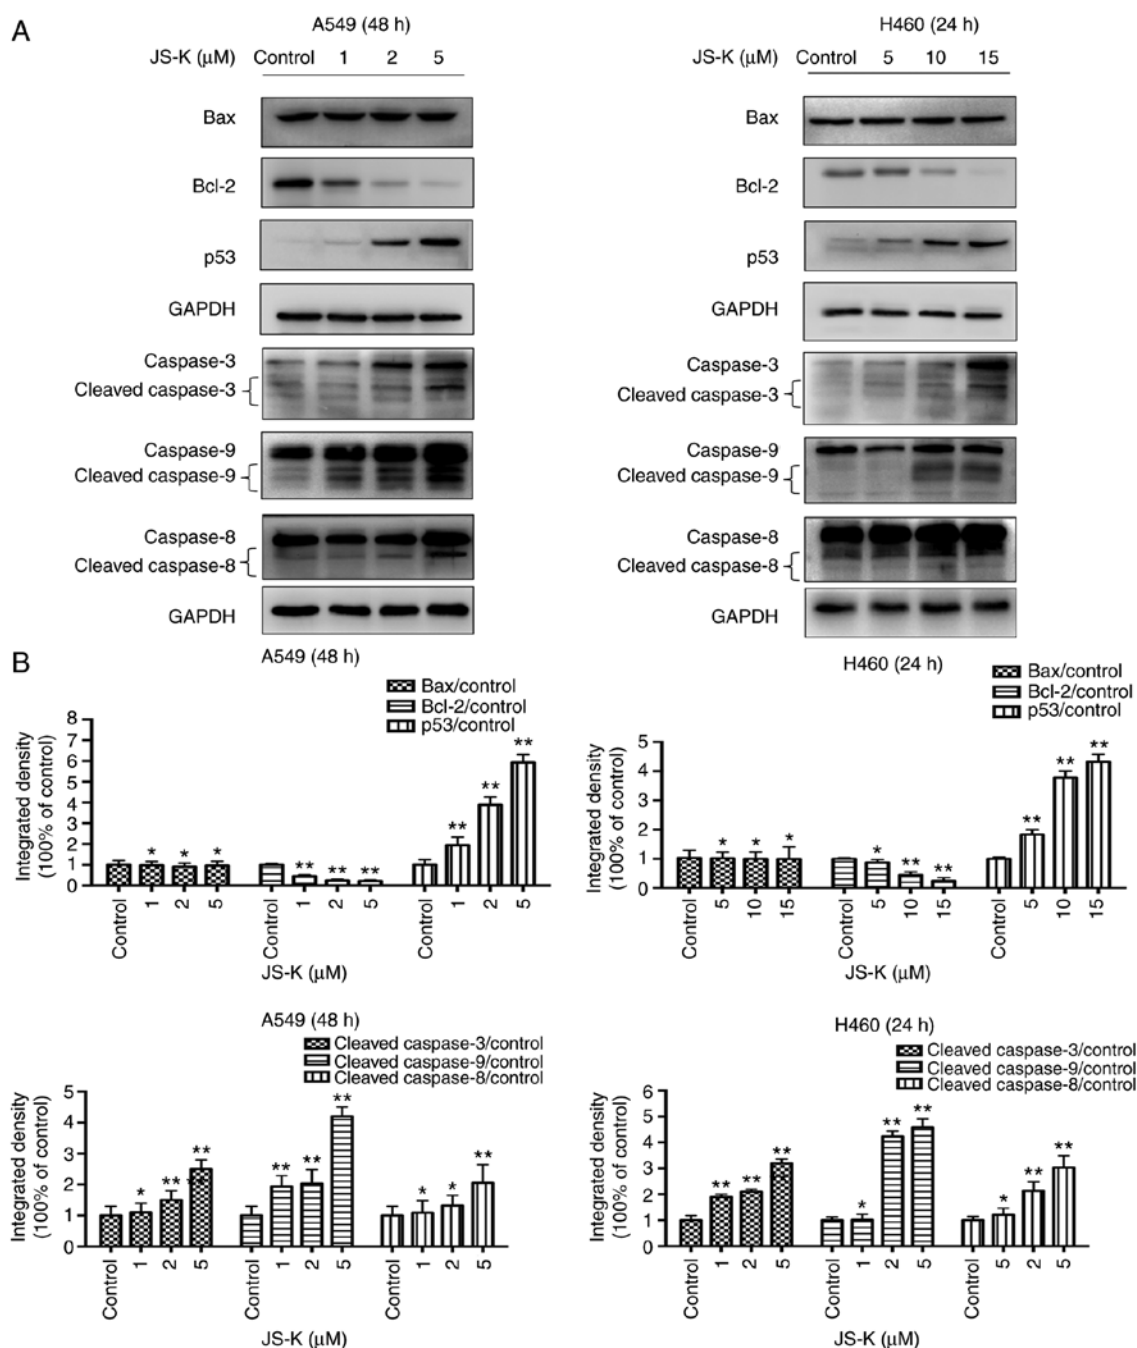 A
A549 (48 h)
JS-K (μM) Control 1 2 5
Bax
Bcl-2
p53
GAPDH
Caspase-3
Cleaved caspase-3
Caspase-9
Cleaved caspase-9
Caspase-8
Cleaved caspase-8
GAPDH
H460 (24 h)
JS-K (μM) Control 5 10 15
Bax
Bcl-2
p53
GAPDH
Caspase-3
Cleaved caspase-3
Caspase-9
Cleaved caspase-9
Caspase-8
Cleaved caspase-8
GAPDH
B
A549 (48 h)
Bax/control
Bcl-2/control
p53/control
Integrated density
(100% of control)
8
7
6
5
4
3
2
1
0
* * *
** ** **
** ** **
Control 1 2 5 Control 1 2 5 Control 1 2 5
JS-K (μM)
H460 (24 h)
Bax/control
Bcl-2/control
p53/control
Integrated density
(100% of control)
5
4
3
2
1
0
* * *
* ** **
** ** **
Control 5 10 15 Control 5 10 15 Control 5 10 15
JS-K (μM)
A549 (48 h)
Cleaved caspase-3/control
Cleaved caspase-9/control
Cleaved caspase-8/control
Integrated density
(100% of control)
5
4
3
2
1
0
* ** **
** ** **
* * **
Control 1 2 5 Control 1 2 5 Control 1 2 5
JS-K (μM)
H460 (24 h)
Cleaved caspase-3/control
Cleaved caspase-9/control
Cleaved caspase-8/control
Integrated density
(100% of control)
6
5
4
3
2
1
0
** ** **
* ** **
* ** **
Control 1 2 5 Control 1 2 5 Control 5 2 5
JS-K (μM)